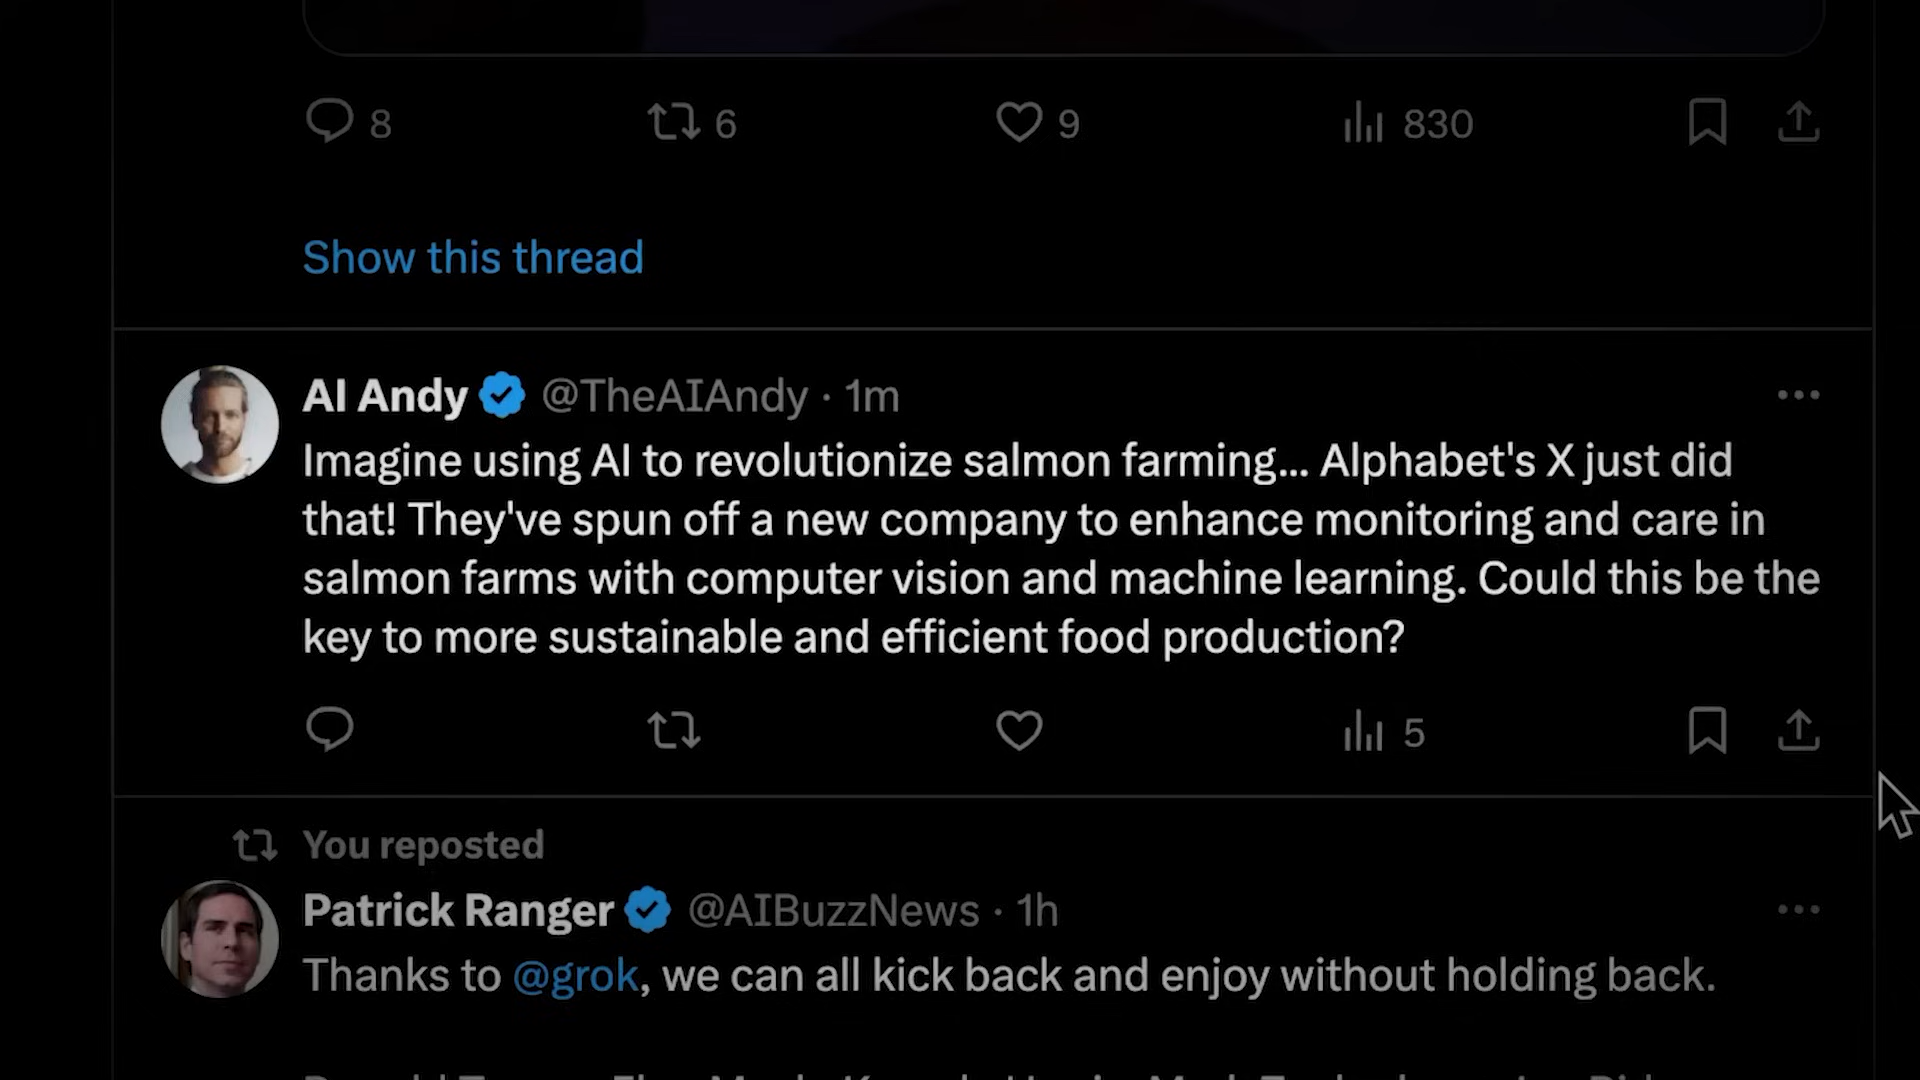 8 6 9 830
Show this thread
AI Andy @TheAIAndy · 1m
Imagine using AI to revolutionize salmon farming... Alphabet's X just did
that! They've spun off a new company to enhance monitoring and care in
salmon farms with computer vision and machine learning. Could this be the
key to more sustainable and efficient food production?
5
You reposted
Patrick Ranger @AIBuzzNews · 1h
Thanks to @grok, we can all kick back and enjoy without holding back.